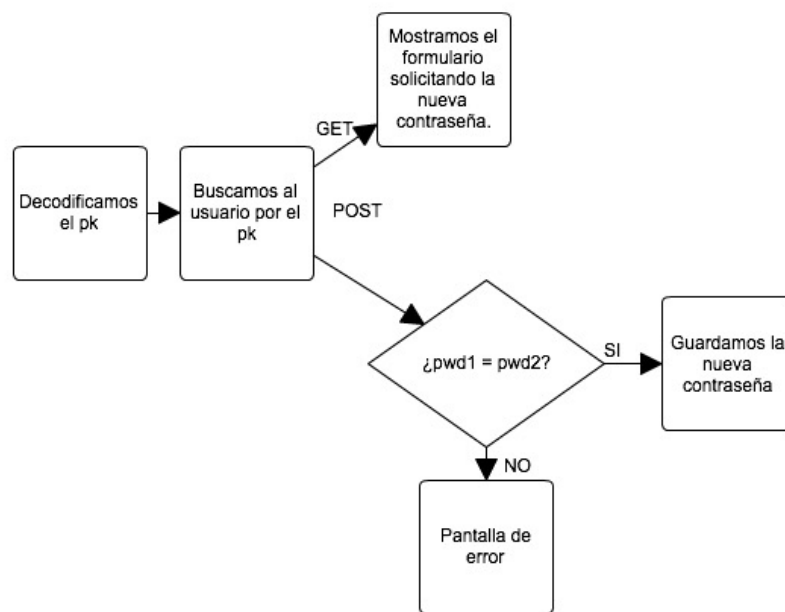 Mostramos el
formulario
solicitando la
nueva
contraseña.
GET
Decodificamos
el pk
Buscamos al
usuario por el
pk
POST
¿pwd1 = pwd2?
SI
Guardamos la
nueva
contraseña
NO
Pantalla de
error